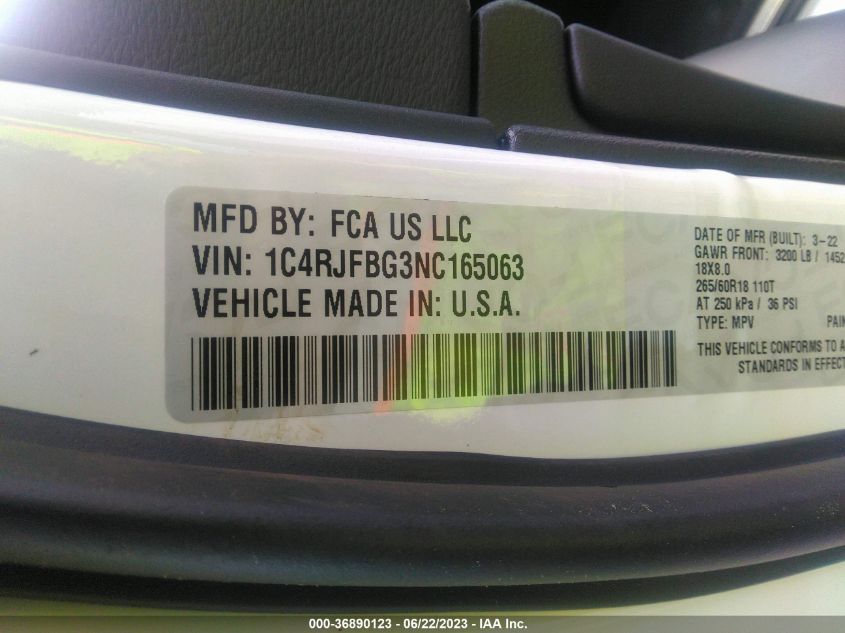 MFD BY: FCA US LLC
VIN: 1C4RJFBG3NC165063
VEHICLE MADE IN: U.S.A.
DATE OF MFR (BUILT): 3-22
GAWR FRONT: 3200 LB / 1452
18X8.0
265/60R18 110T
AT 250 kPa / 36 PSI
TYPE: MPV PAIN
THIS VEHICLE CONFORMS TO A
STANDARDS IN EFFECT
000-36890123 - 06/22/2023 - IAA Inc.